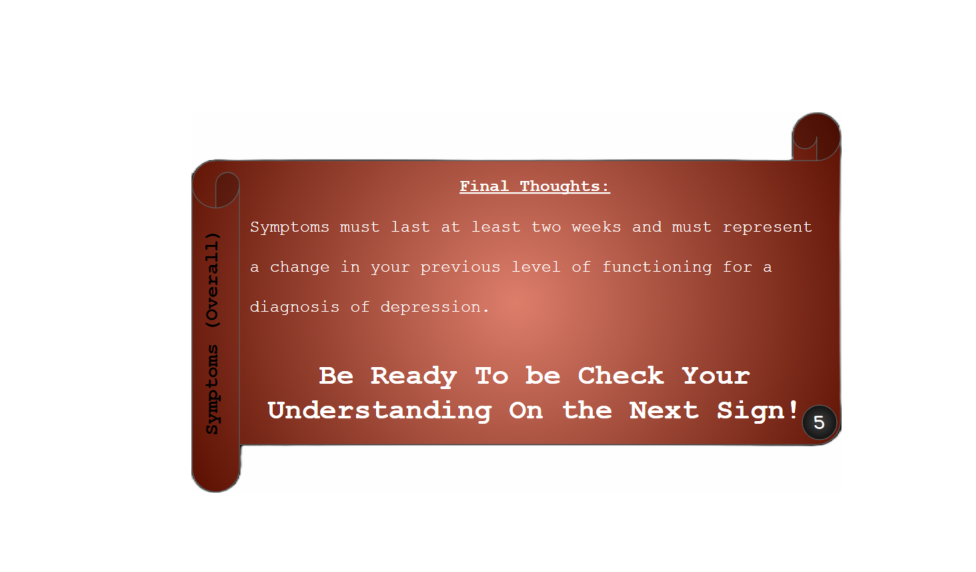 Final Thoughts:
Symptoms must last at least two weeks and must represent
a change in your previous level of functioning for a
diagnosis of depression.
Be Ready To be Check Your
Understanding On the Next Sign!
5
Symptoms (Overall)